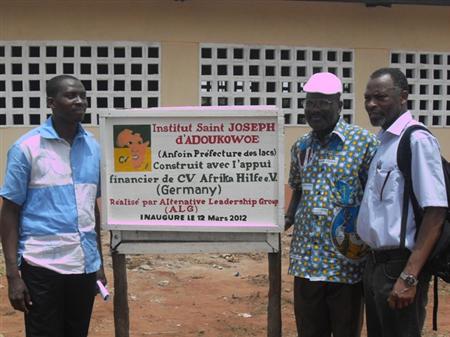 Institut Saint JOSEPH
d'ADOUKOWOE
(Anfoin Préfecture des lacs)
Construit avec l'appui
financier de CV Afrika Hilfe e.V.
(Germany)
Réalisé par Alternative Leadership Group
(ALG)
INAUGURE LE 12 Mars 2012
CV